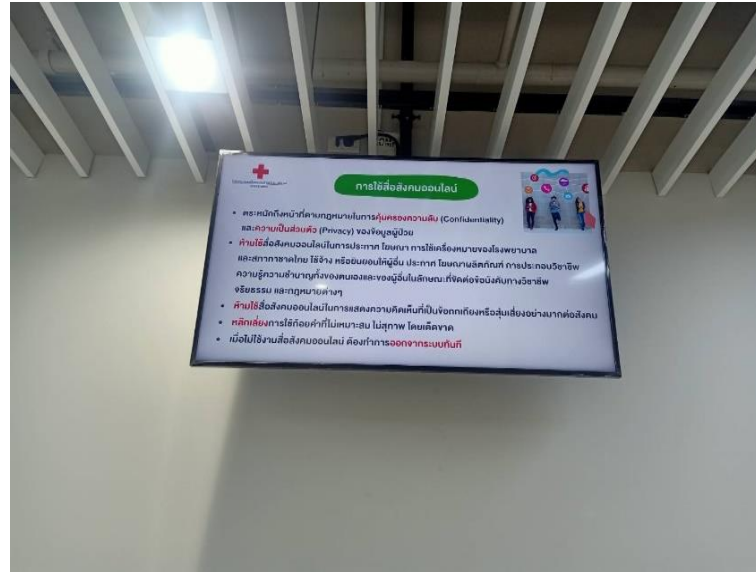 การใช้สื่อสังคมออนไลน์
• ตระหนักถึงหน้าที่ตามกฎหมายในการคุ้มครองความลับ (Confidentiality)
และความเป็นส่วนตัว (Privacy) ของข้อมูลผู้ป่วย
• ห้ามใช้สื่อสังคมออนไลน์ในการประกาศ โฆษณา การใช้เครื่องหมายของโรงพยาบาล
และสภากาชาดไทย ใช้จ้าง หรือยินยอมให้ผู้อื่น ประกาศ โฆษณาผลิตภัณฑ์ การประกอบวิชาชีพ
ความรู้ความชำนาญทั้งของตนเองและของผู้อื่นในลักษณะที่ขัดต่อข้อบังคับทางวิชาชีพ
จริยธรรม และกฎหมายต่างๆ
• ห้ามใช้สื่อสังคมออนไลน์ในการแสดงความคิดเห็นที่เป็นข้อถกเถียงหรือสุ่มเสี่ยงอย่างมากต่อสังคม
• หลีกเลี่ยงการใช้ถ้อยคำที่ไม่เหมาะสม ไม่สุภาพ โดยเด็ดขาด
• เมื่อไม่ใช้งานสื่อสังคมออนไลน์ ต้องทำการออกจากระบบทันที